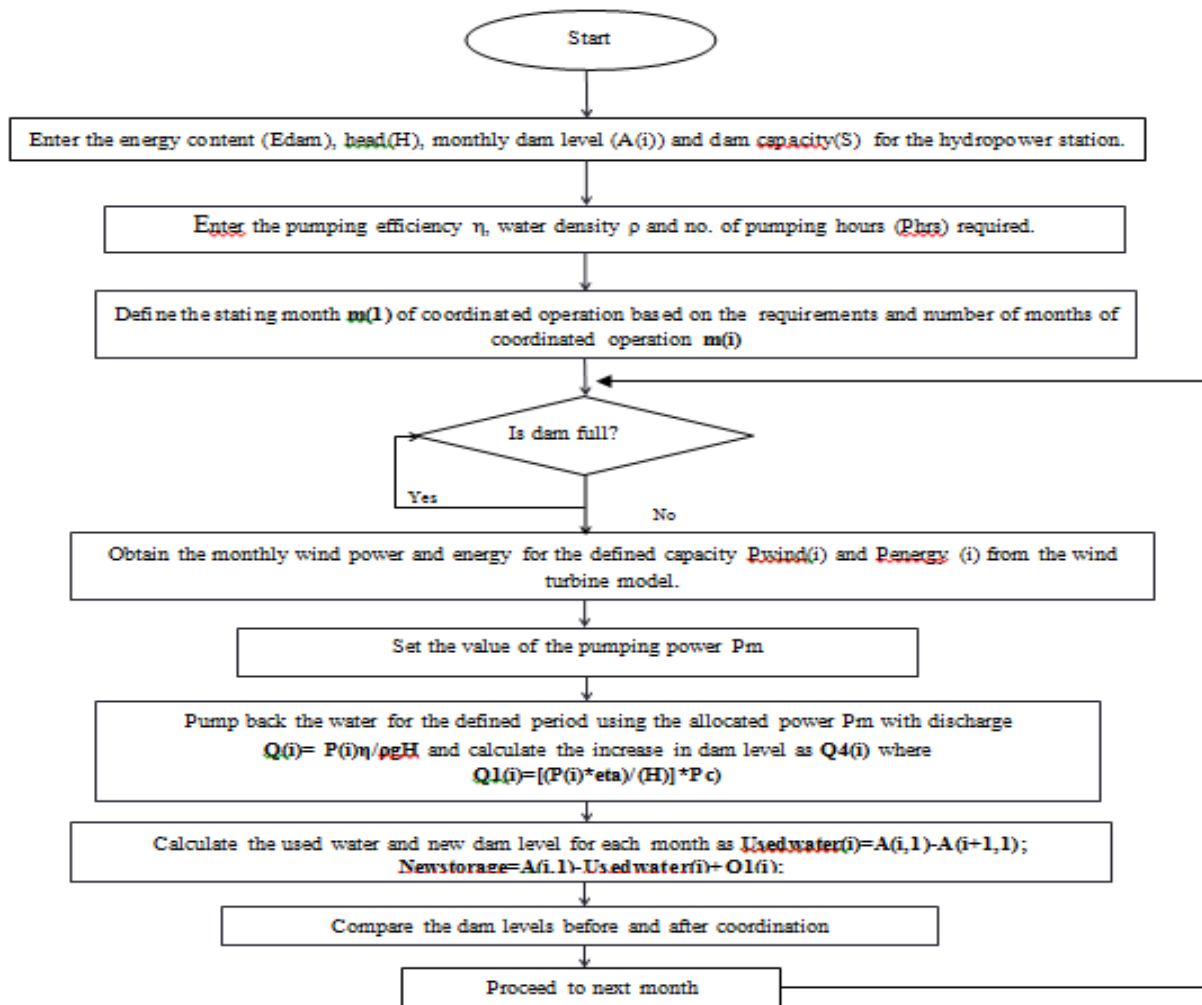 Start
Enter the energy content (Edam), head(H), monthly dam level (A(i)) and dam capacity(S) for the hydropower station.
Enter the pumping efficiency η, water density ρ and no. of pumping hours (Phrs) required.
Define the stating month m(1) of coordinated operation based on the requirements and number of months of
coordinated operation m(i)
Is dam full?
Yes
No
Obtain the monthly wind power and energy for the defined capacity Pwind(i) and Penergy (i) from the wind
turbine model.
Set the value of the pumping power Pm
Pump back the water for the defined period using the allocated power Pm with discharge
Q(i)= P(i)η/ρgH and calculate the increase in dam level as Q4(i) where
Q1(i)=[(P(i)*eta)/(H)]*Pc)
Calculate the used water and new dam level for each month as Usedwater(i)=A(i,1)-A(i+1,1);
Newstorage=A(i,1)-Usedwater(i)+Q1(i);
Compare the dam levels before and after coordination
Proceed to next month